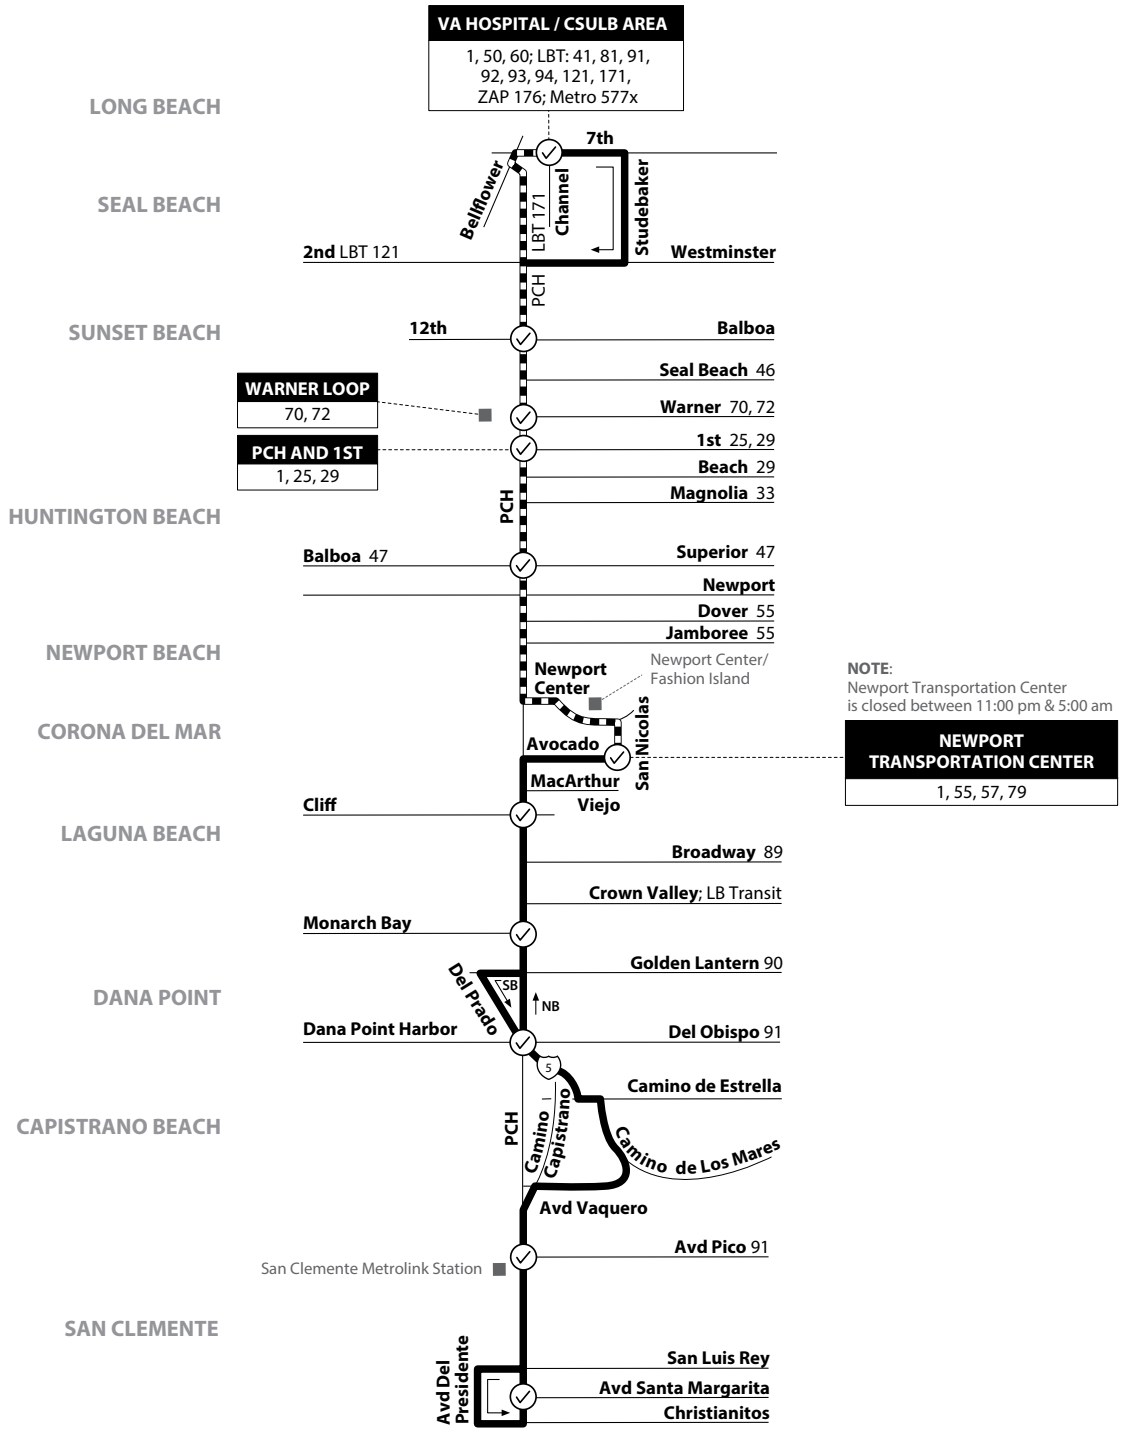 VA HOSPITAL / CSULB AREA
1, 50, 60; LBT: 41, 81, 91,
92, 93, 94, 121, 171,
ZAP 176; Metro 577x
LONG BEACH
7th
Bellflower
LBT 171
Channel
Studebaker
SEAL BEACH
2nd LBT 121
Westminster
PCH
SUNSET BEACH
12th
Balboa
Seal Beach 46
WARNER LOOP
70, 72
Warner 70, 72
PCH AND 1ST
1, 25, 29
1st 25, 29
Beach 29
Magnolia 33
PCH
HUNTINGTON BEACH
Balboa 47
Superior 47
Newport
Dover 55
Jamboree 55
NEWPORT BEACH
Newport
Center
Newport Center/
Fashion Island
NOTE:
Newport Transportation Center
is closed between 11:00 pm & 5:00 am
CORONA DEL MAR
Avocado
San Nicolas
NEWPORT
TRANSPORTATION CENTER
1, 55, 57, 79
MacArthur
Cliff
Viejo
LAGUNA BEACH
Broadway 89
Crown Valley; LB Transit
Monarch Bay
Golden Lantern 90
Del Prado
SB
NB
DANA POINT
Dana Point Harbor
Del Obispo 91
5
Camino de Estrella
CAPISTRANO BEACH
PCH
Camino
Capistrano
Camino de Los Mares
Avd Vaquero
Avd Pico 91
San Clemente Metrolink Station
SAN CLEMENTE
Avd Del
Presidente
San Luis Rey
Avd Santa Margarita
Christianitos